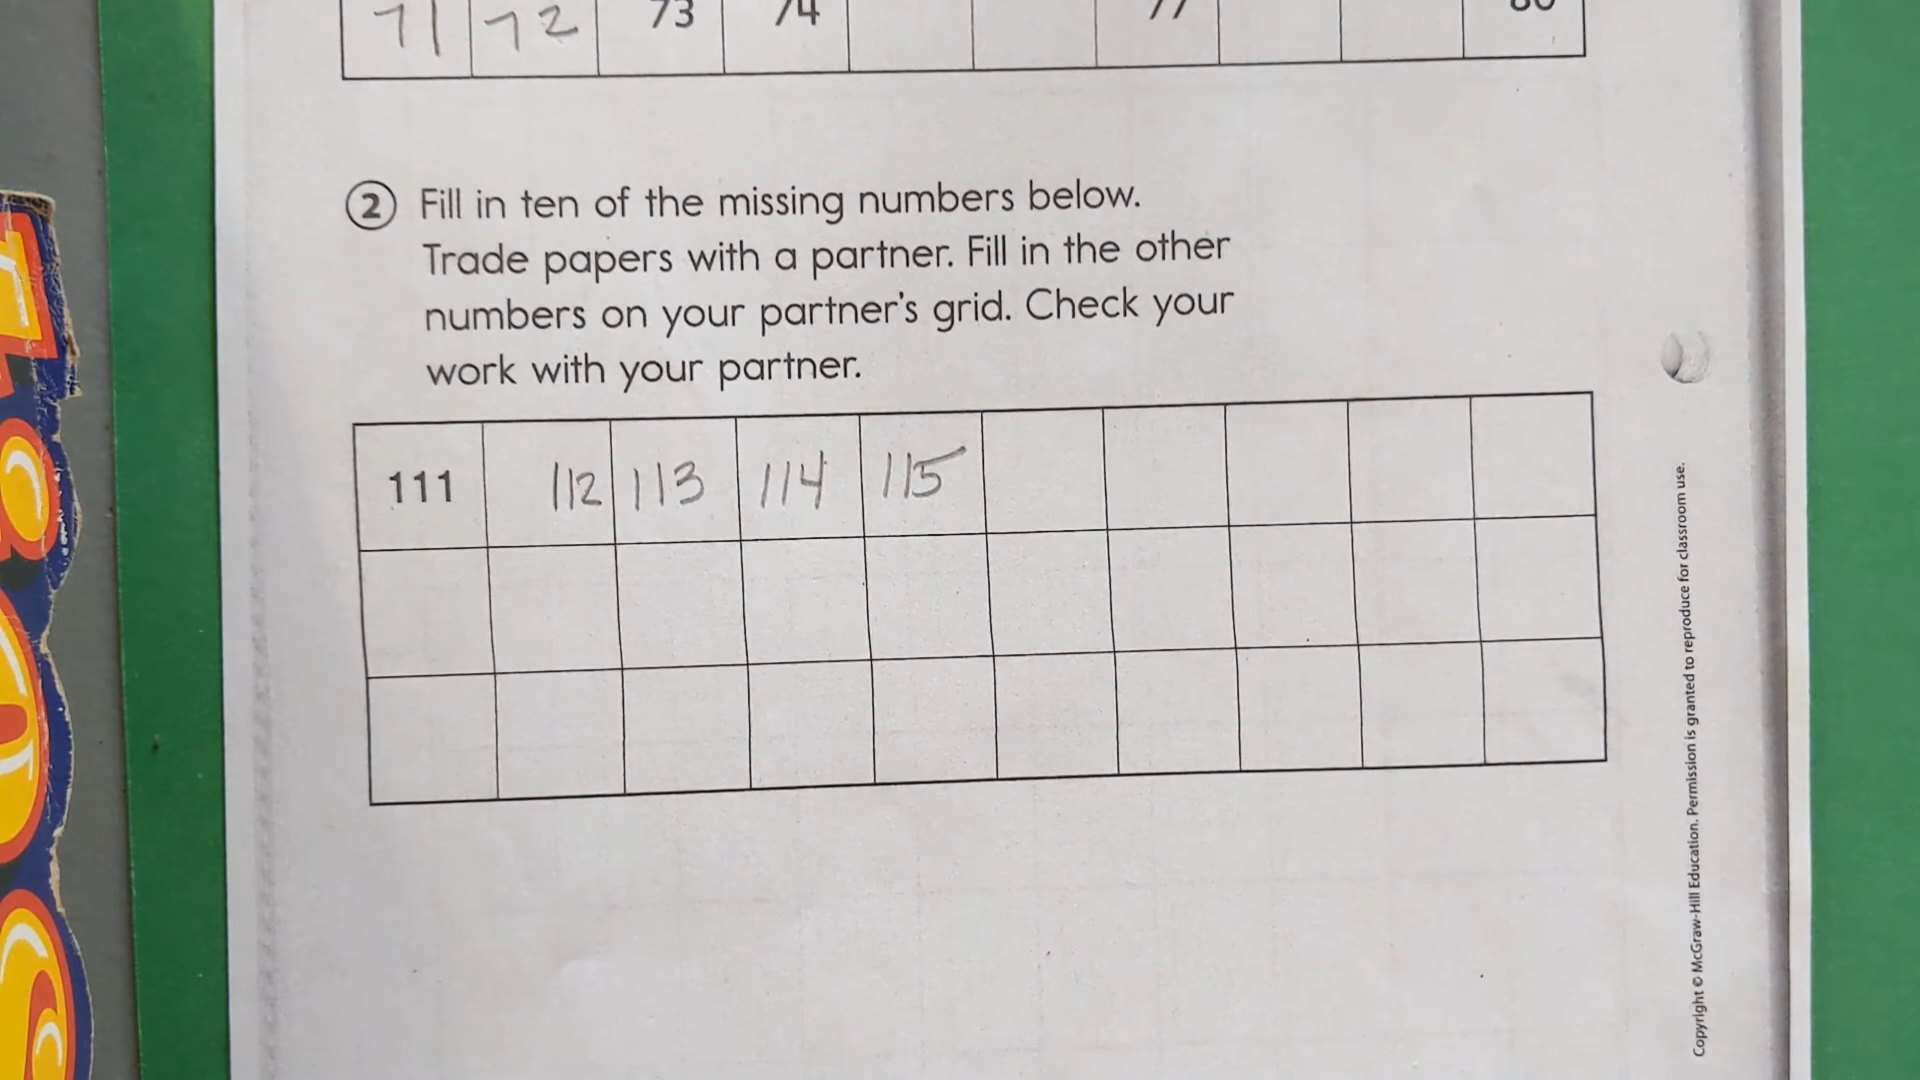 71 72 73 74 77 80
2 Fill in ten of the missing numbers below.
Trade papers with a partner. Fill in the other
numbers on your partner's grid. Check your
work with your partner.
111 112 113 114 115
Copyright © McGraw-Hill Education. Permission is granted to reproduce for classroom use.